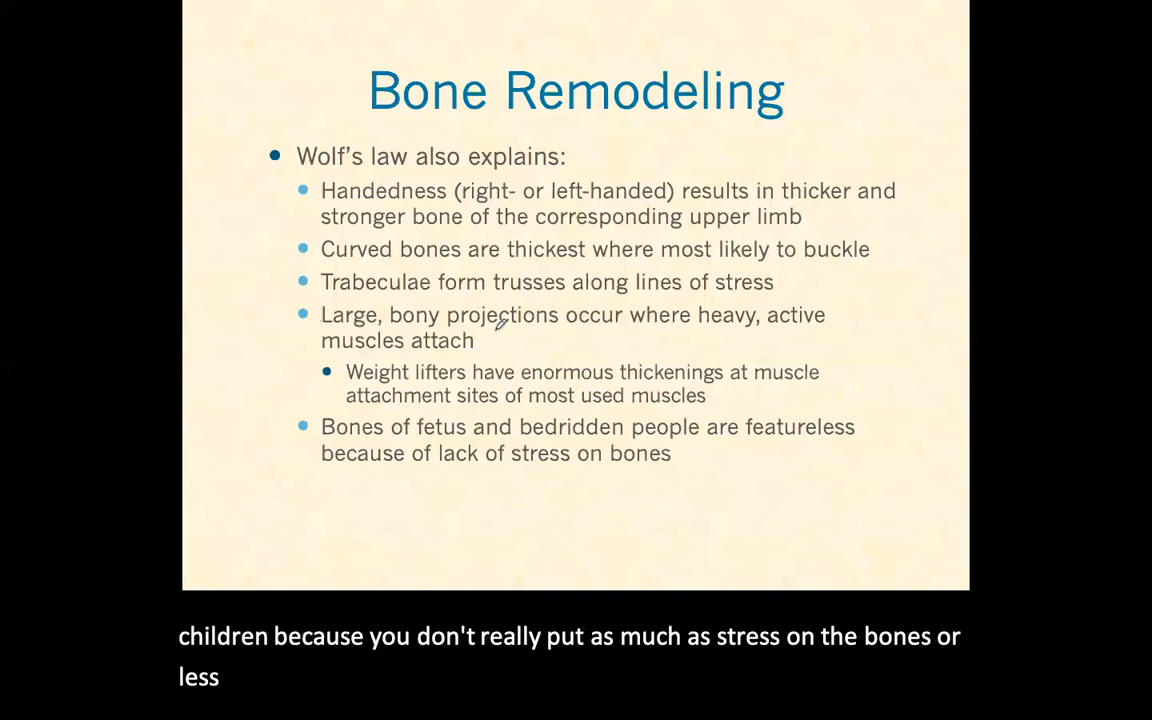 Bone Remodeling
Wolf's law also explains:
Handedness (right- or left-handed) results in thicker and
stronger bone of the corresponding upper limb
Curved bones are thickest where most likely to buckle
Trabeculae form trusses along lines of stress
Large, bony projections occur where heavy, active
muscles attach
Weight lifters have enormous thickenings at muscle
attachment sites of most used muscles
Bones of fetus and bedridden people are featureless
because of lack of stress on bones
children because you don't really put as much as stress on the bones or
less